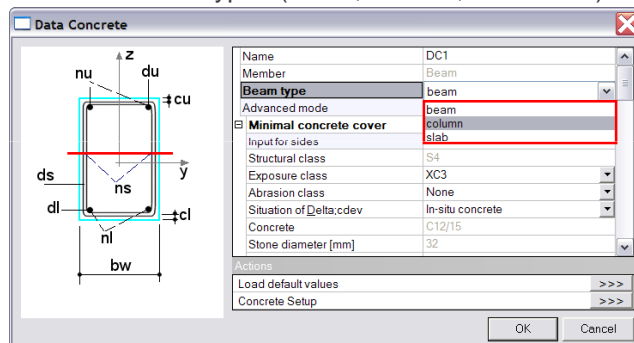 Data Concrete
z
nu
du
cu
ds
ns
y
dl
cl
nl
bw
Name DC1
Member Beam
Beam type beam
Advanced mode beam
Minimal concrete cover column
Input for sides slab
Structural class S4
Exposure class XC3
Abrasion class None
Situation of Delta;cdev In-situ concrete
Concrete C12/15
Stone diameter [mm] 32
Actions
Load default values >>>
Concrete Setup >>>
OK Cancel